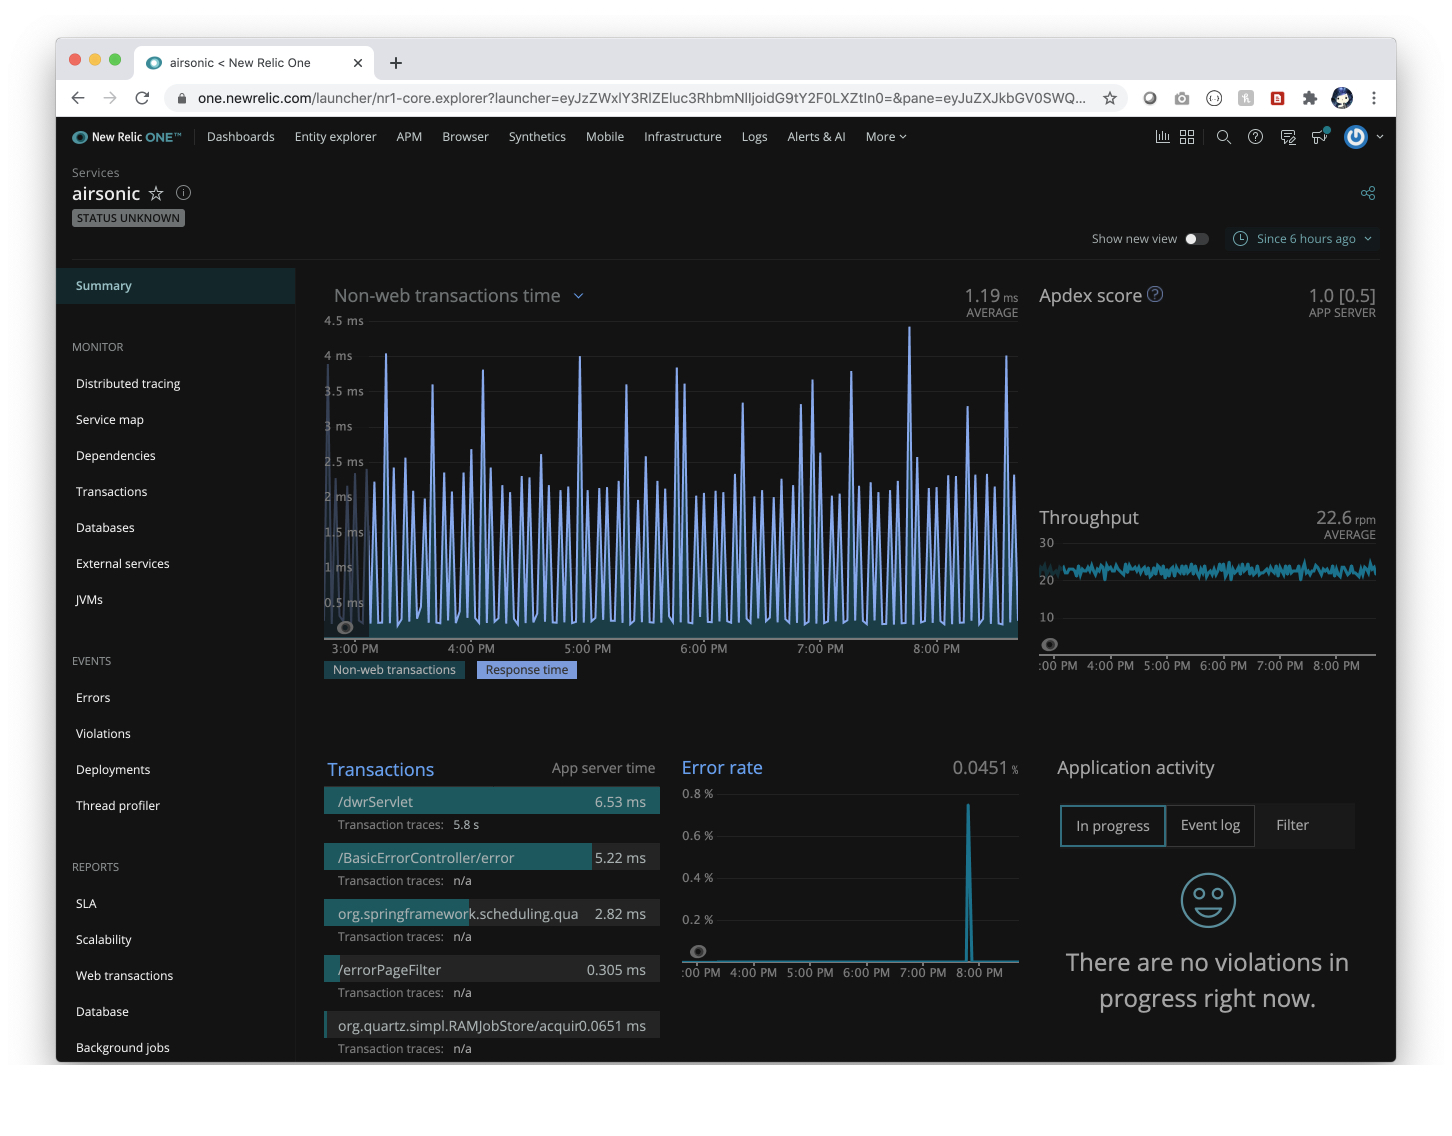 airsonic < New Relic One
one.newrelic.com/launcher/nr1-core.explorer?launcher=eyJzZWxlY3RlZEluc3RhbmNlIjoidG9tY2F0LXZtIn0=&pane=eyJuZXJkbGV0SWQ...
New Relic ONE™ Dashboards Entity explorer APM Browser Synthetics Mobile Infrastructure Logs Alerts & AI More
Services
airsonic
STATUS UNKNOWN
Show new view Since 6 hours ago
Summary
MONITOR
Distributed tracing
Service map
Dependencies
Transactions
Databases
External services
JVMs
EVENTS
Errors
Violations
Deployments
Thread profiler
REPORTS
SLA
Scalability
Web transactions
Database
Background jobs
Non-web transactions time
1.19 ms
AVERAGE
4.5 ms
4 ms
3.5 ms
3 ms
2.5 ms
2 ms
1.5 ms
1 ms
0.5 ms
3:00 PM 4:00 PM 5:00 PM 6:00 PM 7:00 PM 8:00 PM
Non-web transactions Response time
Apdex score ?
1.0 [0.5]
APP SERVER
Throughput
22.6 rpm
AVERAGE
30
20
10
:00 PM 4:00 PM 5:00 PM 6:00 PM 7:00 PM 8:00 PM
Transactions App server time
/dwrServlet 6.53 ms
Transaction traces: 5.8 s
/BasicErrorController/error 5.22 ms
Transaction traces: n/a
org.springframework.scheduling.qua 2.82 ms
Transaction traces: n/a
/errorPageFilter 0.305 ms
Transaction traces: n/a
org.quartz.simpl.RAMJobStore/acquir 0.0651 ms
Transaction traces: n/a
Error rate 0.0451 %
0.8 %
0.6 %
0.4 %
0.2 %
:00 PM 4:00 PM 5:00 PM 6:00 PM 7:00 PM 8:00 PM
Application activity
In progress Event log Filter
There are no violations in
progress right now.